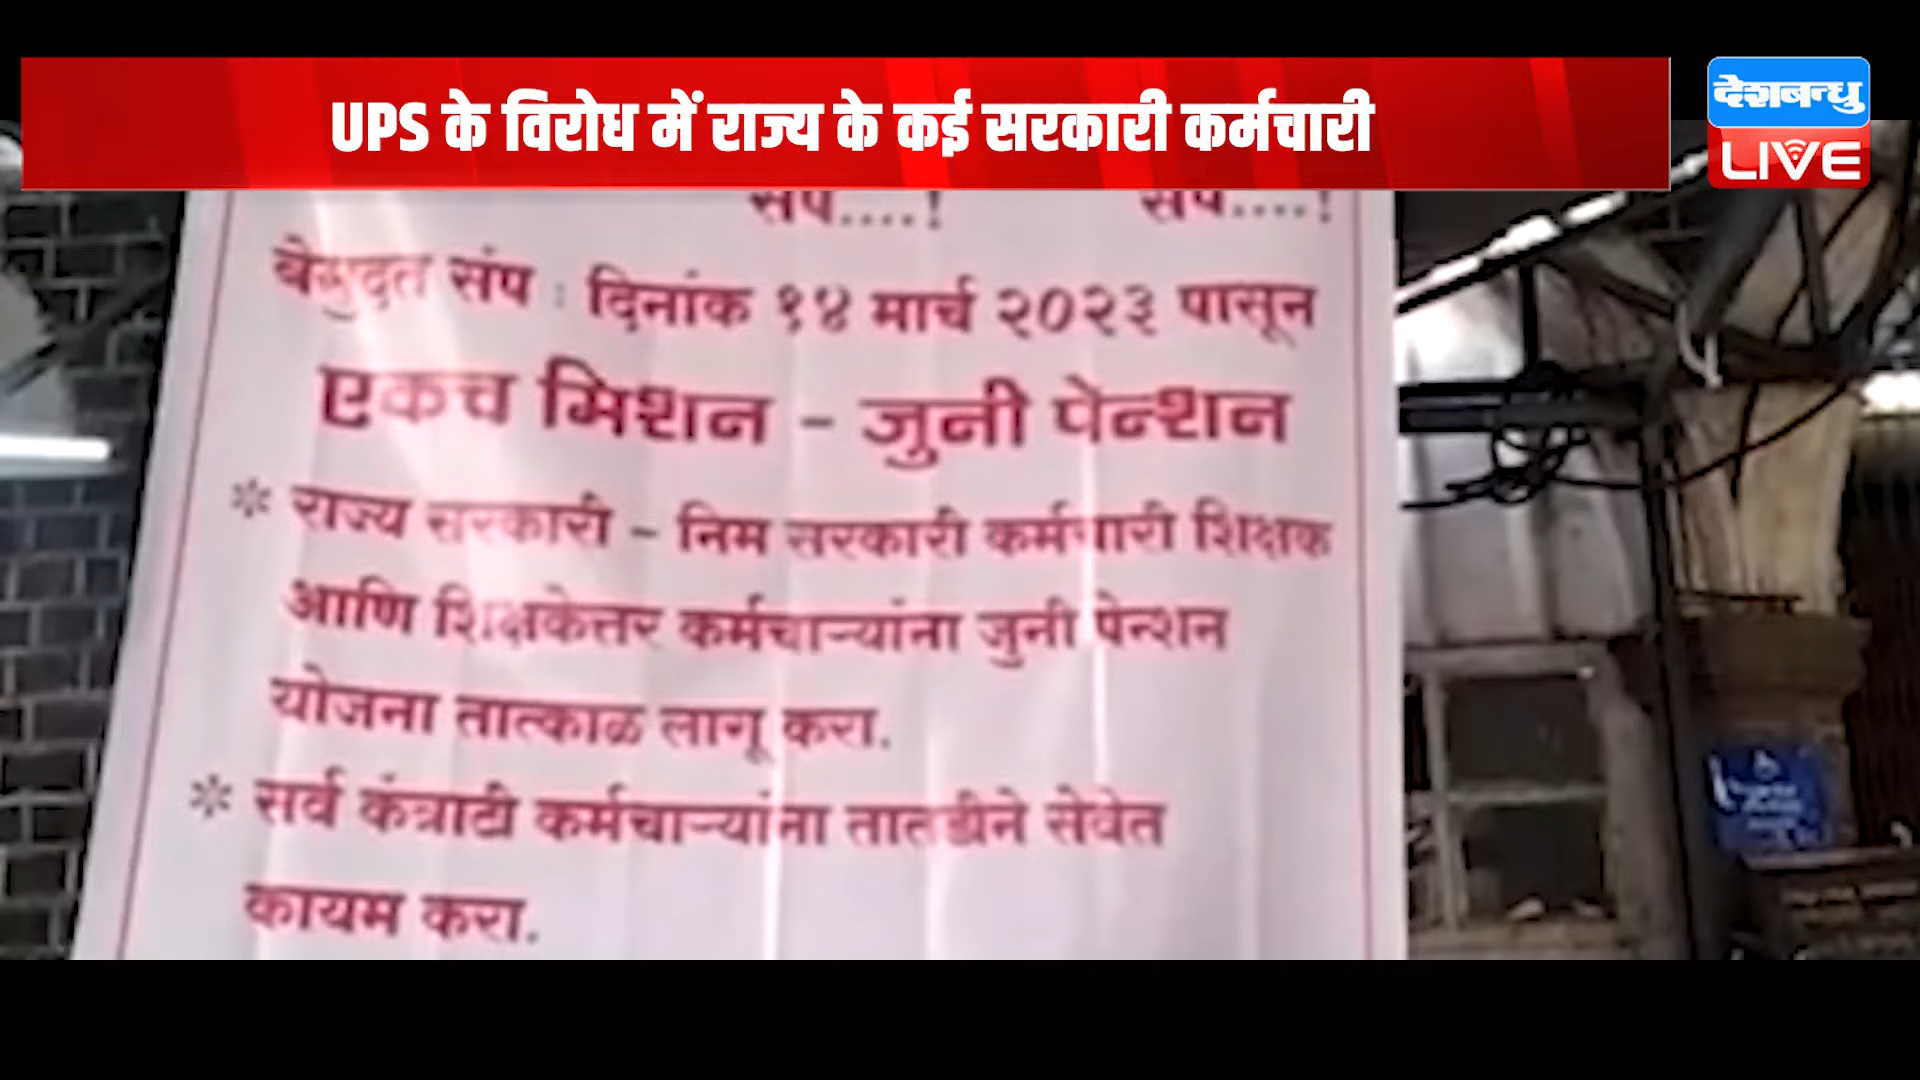 UPS के विरोध में राज्य के कई सरकारी कर्मचारी
देशबन्धु
LIVE
संप....! संप....!
बेमुदत संप : दिनांक १४ मार्च २०२३ पासून
एकच मिशन - जुनी पेन्शन
* राज्य सरकारी - निम सरकारी कर्मचारी शिक्षक
आणि शिक्षकेत्तर कर्मचाऱ्यांना जुनी पेन्शन
योजना तात्काळ लागू करा.
* सर्व कंत्राटी कर्मचाऱ्यांना तातडीने सेवेत
कायम करा.